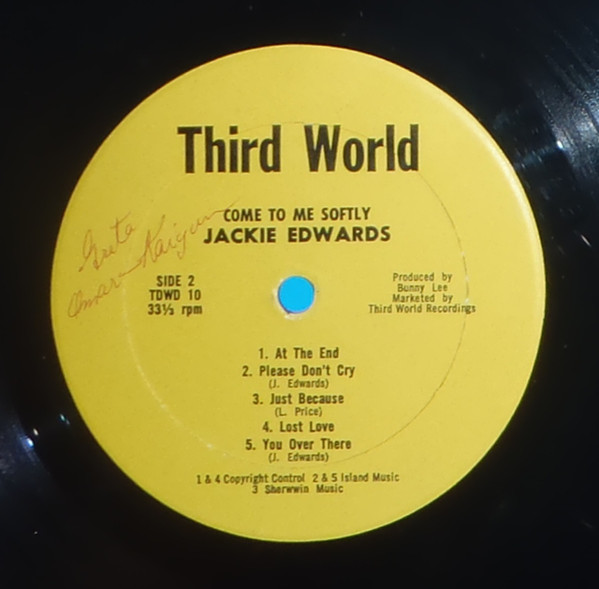 Third World
COME TO ME SOFTLY
JACKIE EDWARDS
Greta
SIDE 2
TDWD 10
33⅓ rpm
Produced by
Bunny Lee
Marketed by
Third World Recordings
1. At The End
2. Please Don't Cry
(J. Edwards)
3. Just Because
(L. Price)
4. Lost Love
5. You Over There
(J. Edwards)
1 & 4 Copyright Control 2 & 5 Island Music
3 Sherwwin Music